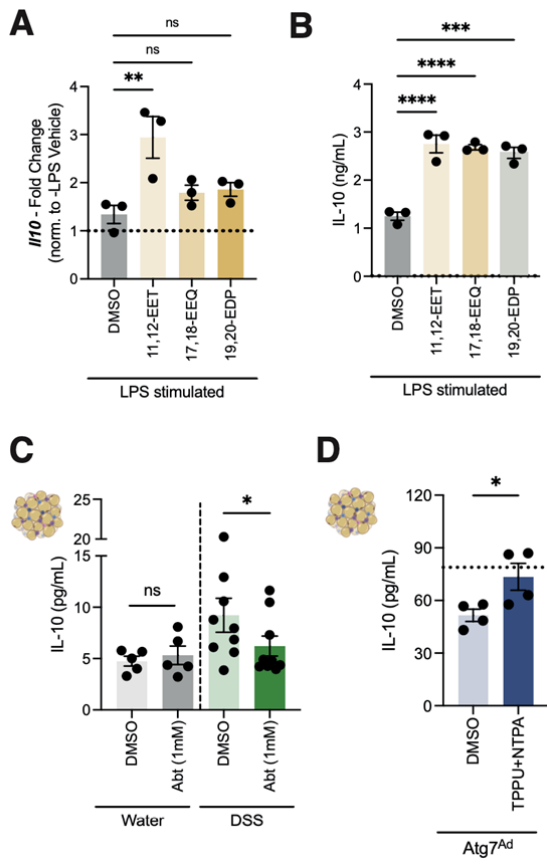 A
ns
ns
**
Il10 - Fold Change
(norm. to -LPS Vehicle)
4
3
2
1
0
DMSO
11,12-EET
17,18-EEQ
19,20-EDP
LPS stimulated
B
***
****
****
IL-10 (ng/mL)
4
3
2
1
0
DMSO
11,12-EET
17,18-EEQ
19,20-EDP
LPS stimulated
C
IL-10 (pg/mL)
25
20
15
10
5
0
ns
*
DMSO
Abt (1mM)
DMSO
Abt (1mM)
Water
DSS
D
*
IL-10 (pg/mL)
120
90
60
30
0
DMSO
TPPU+NTPA
Atg7Ad